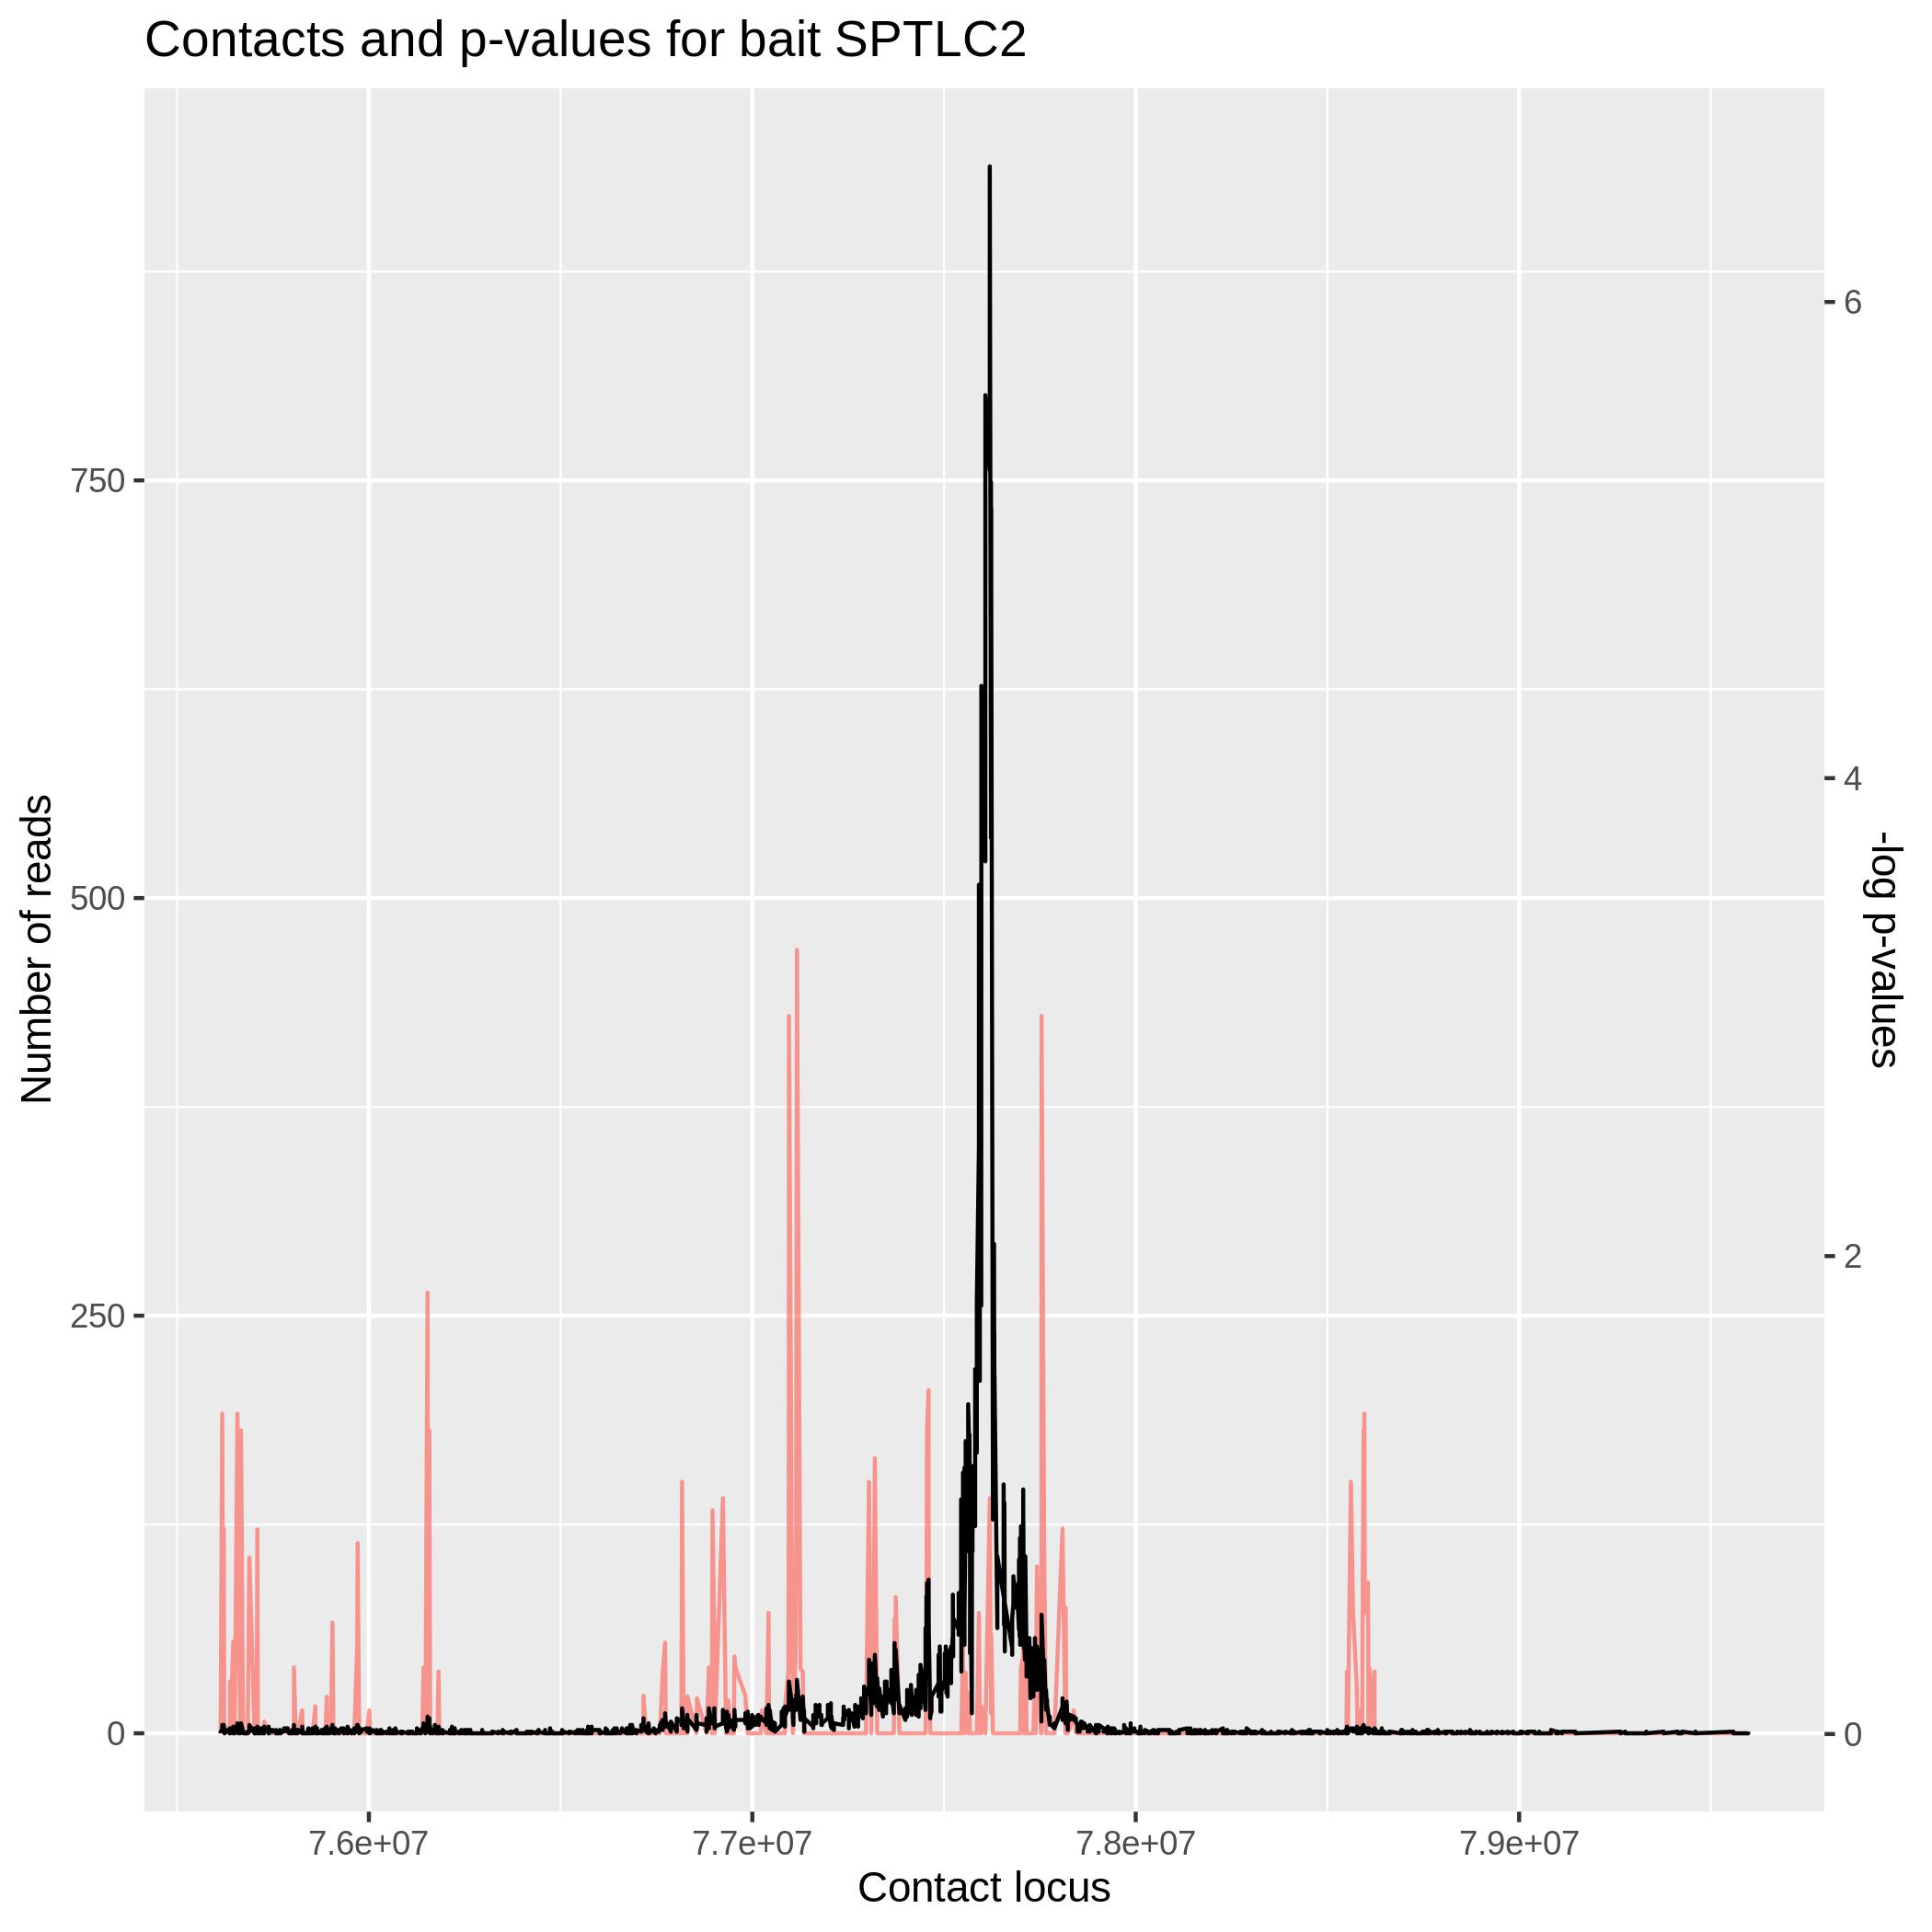 Contacts and p-values for bait SPTLC2
Number of reads
750
500
250
0
6
4
2
0
-log p-values
7.6e+07 7.7e+07 7.8e+07 7.9e+07
Contact locus